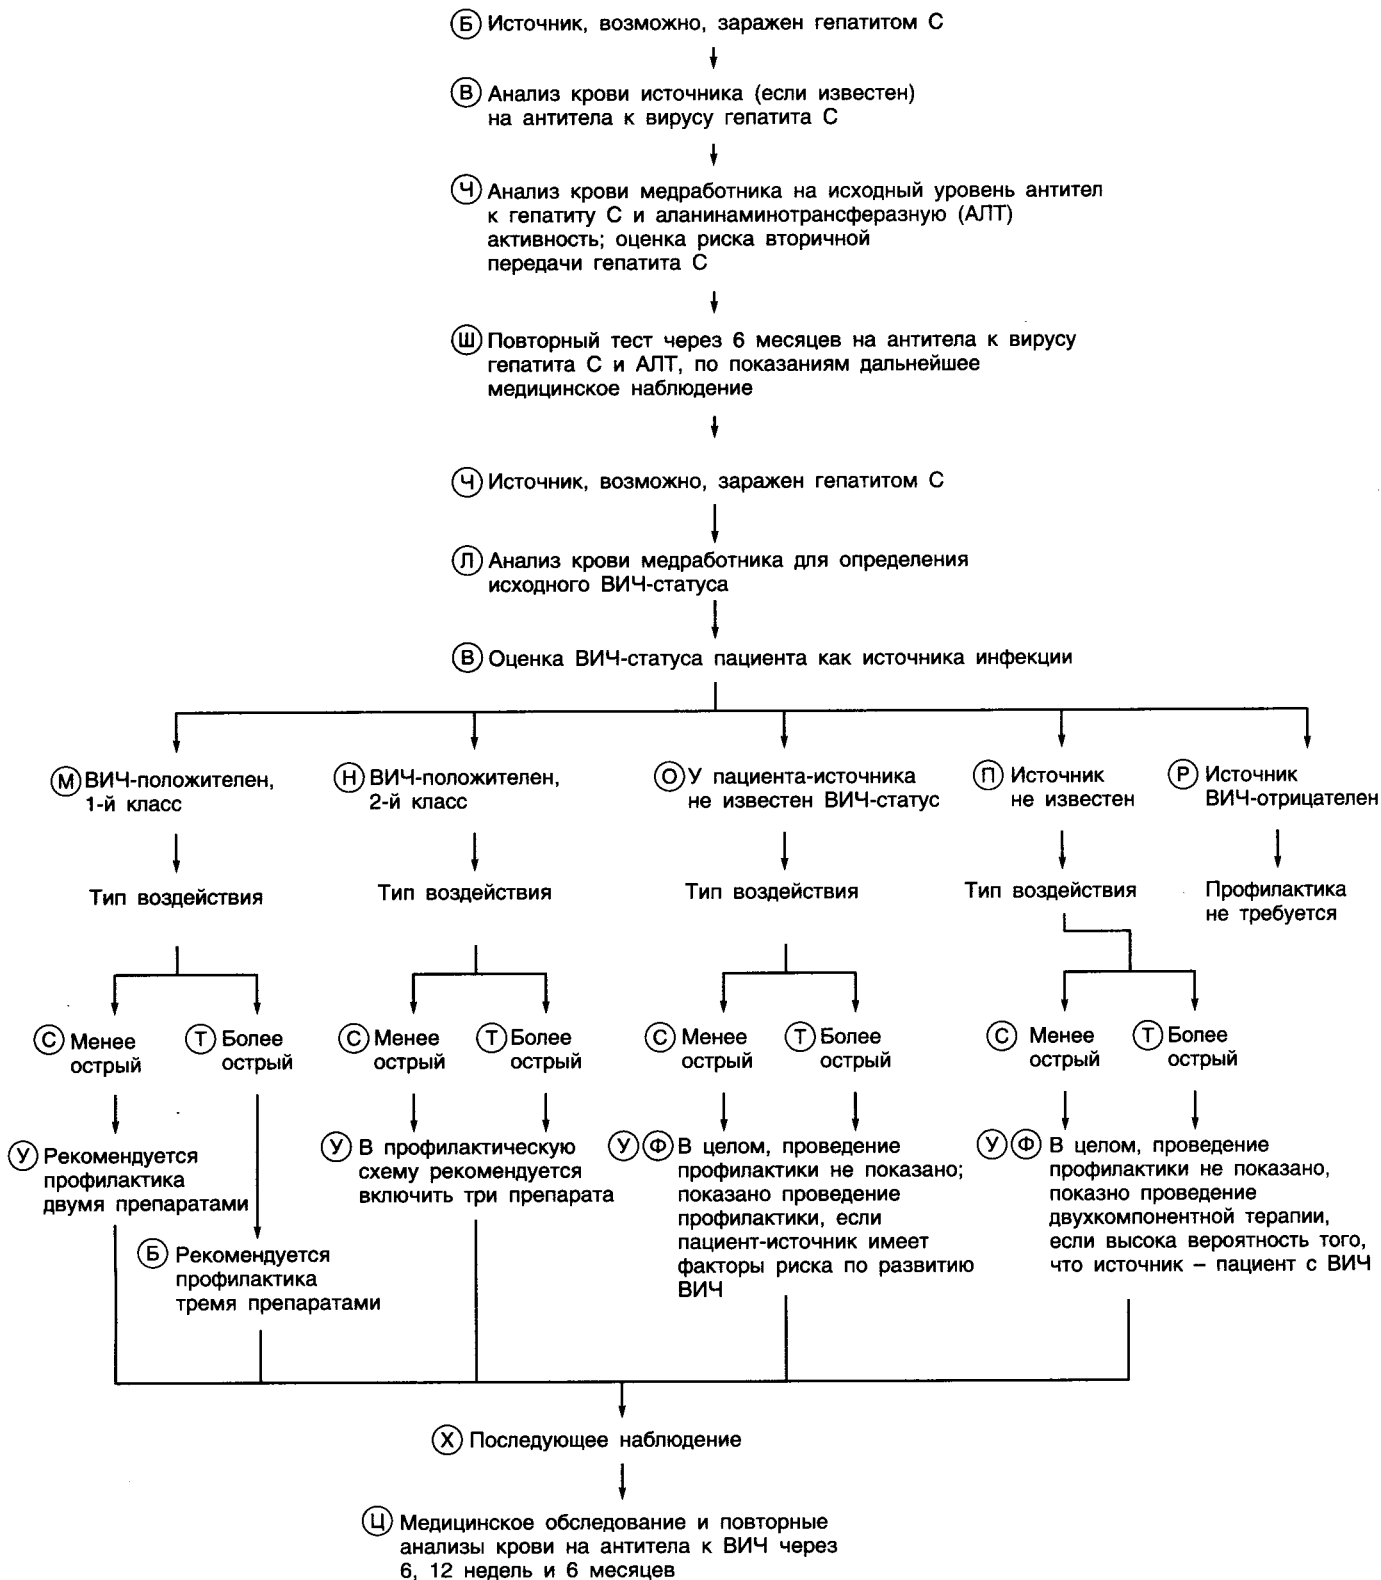 Б Источник, возможно, заражен гепатитом С
В Анализ крови источника (если известен)
на антитела к вирусу гепатита С
Ч Анализ крови медработника на исходный уровень антител
к гепатиту С и аланинаминотрансферазную (АЛТ)
активность; оценка риска вторичной
передачи гепатита С
Ш Повторный тест через 6 месяцев на антитела к вирусу
гепатита С и АЛТ, по показаниям дальнейшее
медицинское наблюдение
Ч Источник, возможно, заражен гепатитом С
Л Анализ крови медработника для определения
исходного ВИЧ-статуса
В Оценка ВИЧ-статуса пациента как источника инфекции
М ВИЧ-положителен,
1-й класс
Тип воздействия
С Менее
острый
Т Более
острый
У Рекомендуется
профилактика
двумя препаратами
Б Рекомендуется
профилактика
тремя препаратами
Н ВИЧ-положителен,
2-й класс
Тип воздействия
С Менее
острый
Т Более
острый
У В профилактическую
схему рекомендуется
включить три препарата
О У пациента-источника
не известен ВИЧ-статус
Тип воздействия
С Менее
острый
Т Более
острый
У Ф В целом, проведение
профилактики не показано;
показано проведение
профилактики, если
пациент-источник имеет
факторы риска по развитию
ВИЧ
П Источник
не известен
Тип воздействия
С Менее
острый
Т Более
острый
У Ф В целом, проведение
профилактики не показано,
показно проведение
двухкомпонентной терапии,
если высока вероятность того,
что источник – пациент с ВИЧ
Р Источник
ВИЧ-отрицателен
Профилактика
не требуется
Х Последующее наблюдение
Ц Медицинское обследование и повторные
анализы крови на антитела к ВИЧ через
6, 12 недель и 6 месяцев